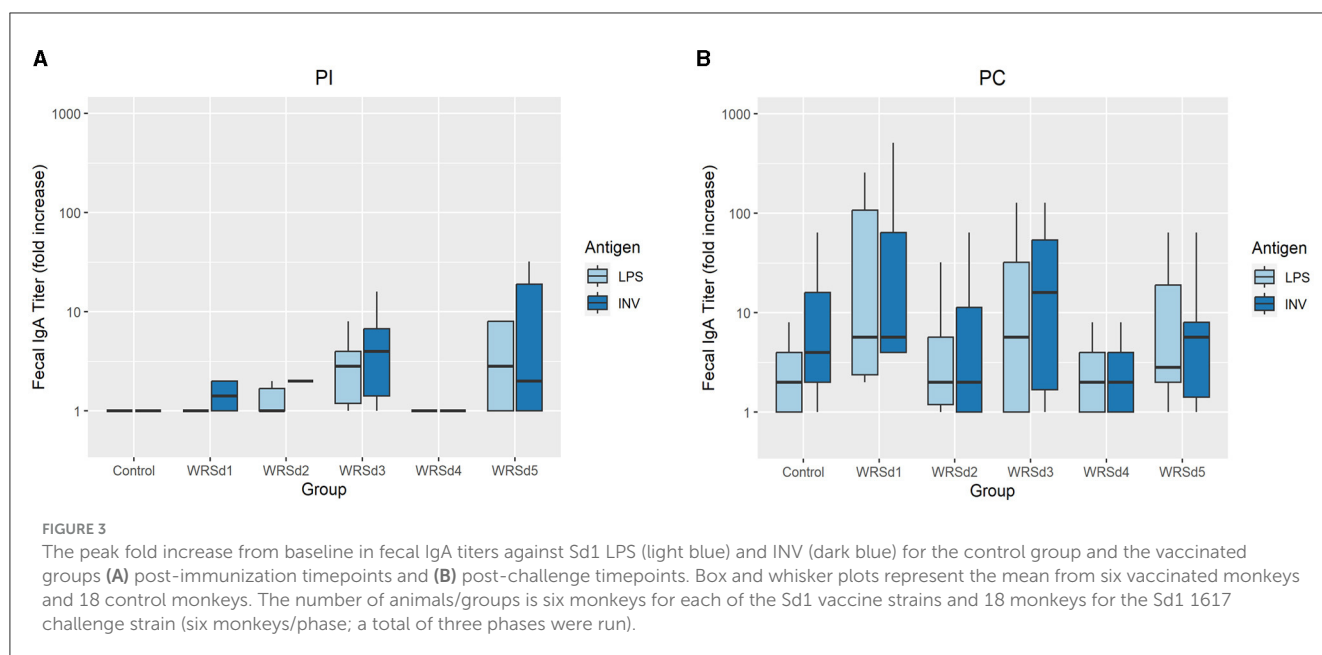 A
PI
1000
100
10
1
Fecal IgA Titer (fold increase)
Control WRSd1 WRSd2 WRSd3 WRSd4 WRSd5
Group
Antigen
LPS
INV
B
PC
1000
100
10
1
Fecal IgA Titer (fold increase)
Control WRSd1 WRSd2 WRSd3 WRSd4 WRSd5
Group
Antigen
LPS
INV
FIGURE 3
The peak fold increase from baseline in fecal IgA titers against Sd1 LPS (light blue) and INV (dark blue) for the control group and the vaccinated
groups (A) post-immunization timepoints and (B) post-challenge timepoints. Box and whisker plots represent the mean from six vaccinated monkeys
and 18 control monkeys. The number of animals/groups is six monkeys for each of the Sd1 vaccine strains and 18 monkeys for the Sd1 1617
challenge strain (six monkeys/phase; a total of three phases were run).